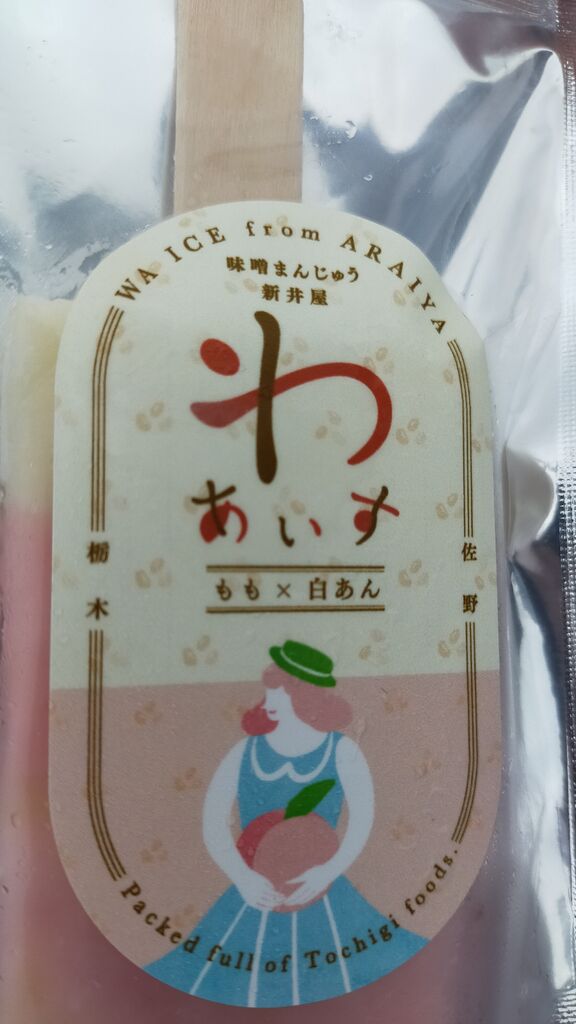 WA ICE from ARAIYA
味噌まんじゅう
新井屋
わ
あいす
もも×白あん
栃木
佐野
Packed full of Tochigi foods.